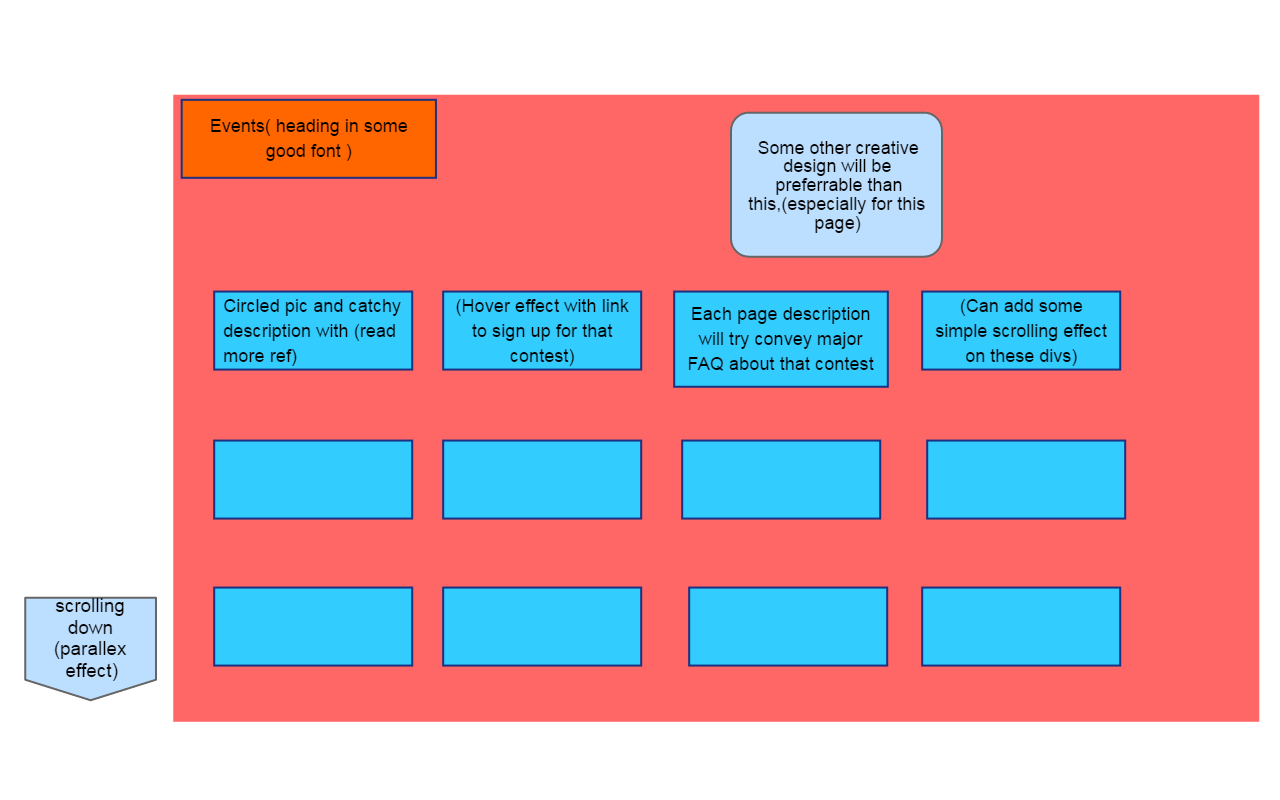 Events( heading in some
good font )
Some other creative
design will be
preferrable than
this,(especially for this
page)
Circled pic and catchy
description with (read
more ref)
(Hover effect with link
to sign up for that
contest)
Each page description
will try convey major
FAQ about that contest
(Can add some
simple scrolling effect
on these divs)
scrolling
down
(parallex
effect)